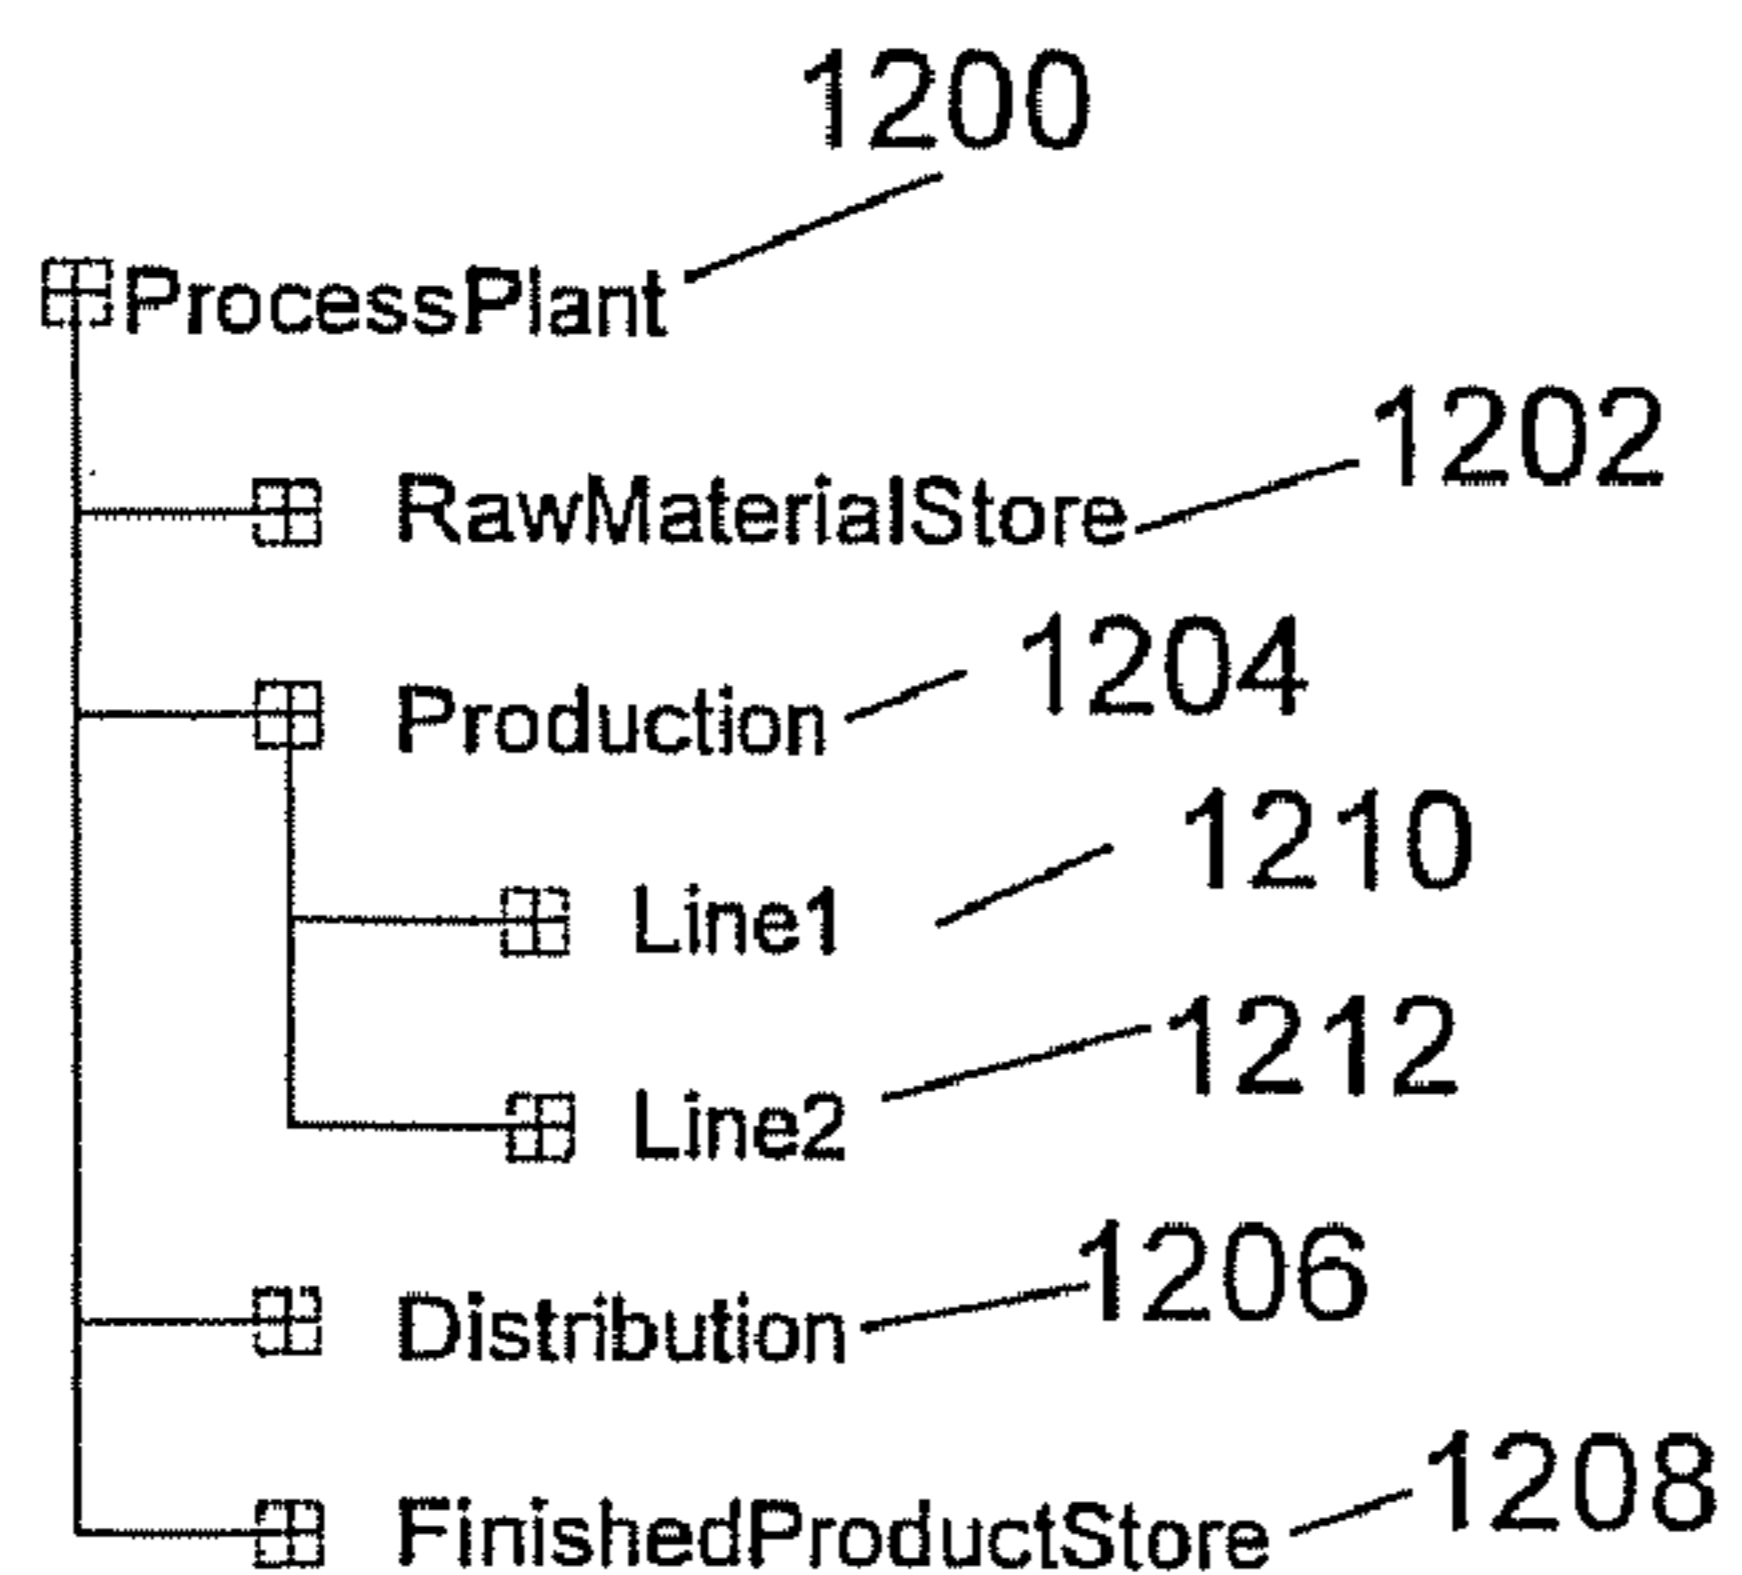 1200
ProcessPlant
1202
RawMaterialStore
1204
Production
1210
Line1
1212
Line2
1206
Distribution
1208
FinishedProductStore